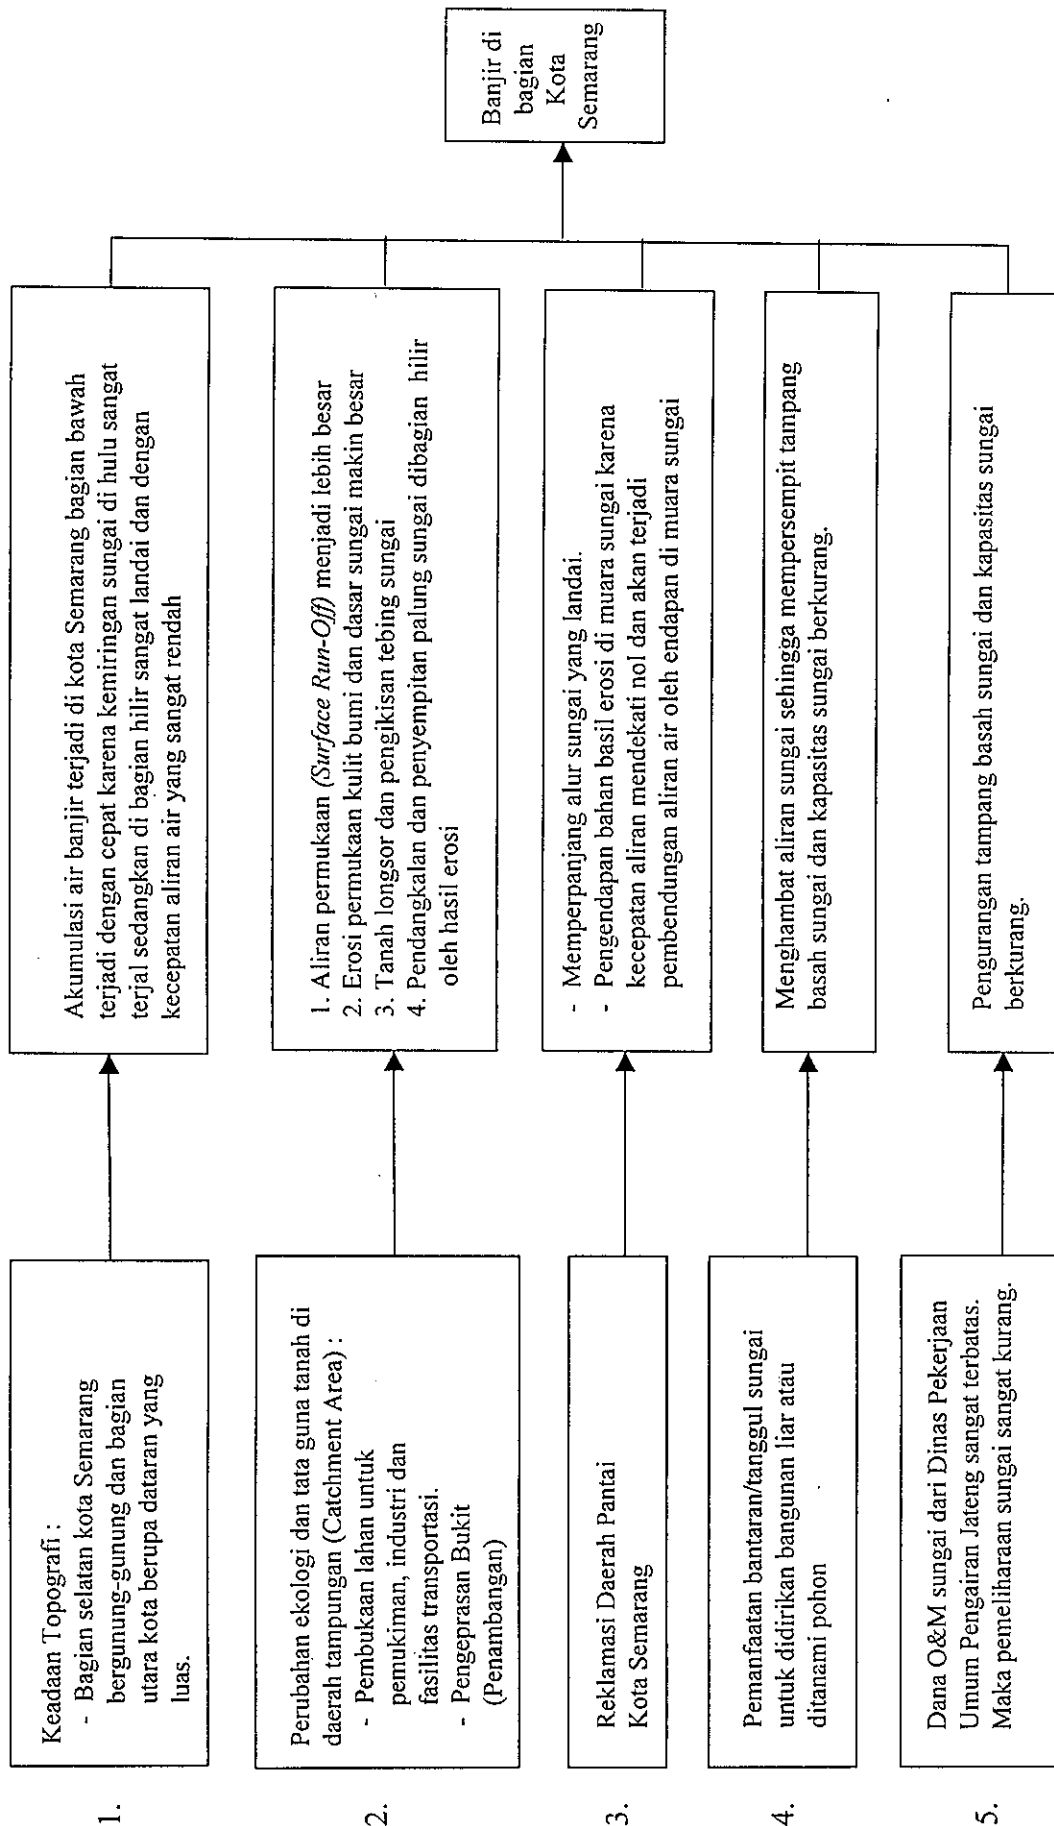 1.
Keadaan Topografi :
- Bagian selatan kota Semarang
bergunung-gunung dan bagian
utara kota berupa dataran yang
luas.
Akumulasi air banjir terjadi di kota Semarang bagian bawah
terjadi dengan cepat karena kemiringan sungai di hulu sangat
terjal sedangkan di bagian hilir sangat landai dan dengan
kecepatan aliran air yang sangat rendah
2.
Perubahan ekologi dan tata guna tanah di
daerah tampungan (Catchment Area) :
- Pembukaan lahan untuk
pemukiman, industri dan
fasilitas transportasi.
- Pengeprasan Bukit
(Penambangan)
1. Aliran permukaan (Surface Run-Off) menjadi lebih besar
2. Erosi permukaan kulit bumi dan dasar sungai makin besar
3. Tanah longsor dan pengikisan tebing sungai
4. Pendangkalan dan penyempitan palung sungai dibagian hilir
oleh hasil erosi
3.
Reklamasi Daerah Pantai
Kota Semarang
- Memperpanjang alur sungai yang landai.
- Pengendapan bahan basil erosi di muara sungai karena
kecepatan aliran mendekati nol dan akan terjadi
pembendungan aliran air oleh endapan di muara sungai
4.
Pemanfaatan bantaran/tanggul sungai
untuk didirikan bangunan liar atau
ditanami pohon
Menghambat aliran sungai sehingga mempersempit tampang
basah sungai dan kapasitas sungai berkurang.
5.
Dana O&M sungai dari Dinas Pekerjaan
Umum Pengairan Jateng sangat terbatas.
Maka pemeliharaan sungai sangat kurang.
Pengurangan tampang basah sungai dan kapasitas sungai
berkurang.
Banjir di
bagian
Kota
Semarang